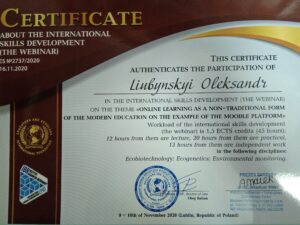 CERTIFICATE
ABOUT THE INTERNATIONAL
SKILLS DEVELOPMENT
(THE WEBINAR)
ES №2737/2020
16.11.2020
THIS CERTIFICATE
AUTHENTICATES THE PARTICIPATION OF
Liubynskyi Oleksandr
IN THE INTERNATIONAL SKILLS DEVELOPMENT (THE WEBINAR)
ON THE THEME «ONLINE LEARNING AS A NON-TRADITIONAL FORM
OF THE MODERN EDUCATION ON THE EXAMPLE OF THE MOODLE PLATFORM»
Workload of the international skills development
(the webinar) is 1,5 ECTS credits (45 hours).
12 hours from them are lecture, 20 hours from them are practical,
13 hours from them are independent work
in the following disciplines
Ecobiotechnology; Ecogenetics; Environmental monitoring.
9 – 16th of November 2020 (Lublin, Republic of Poland)